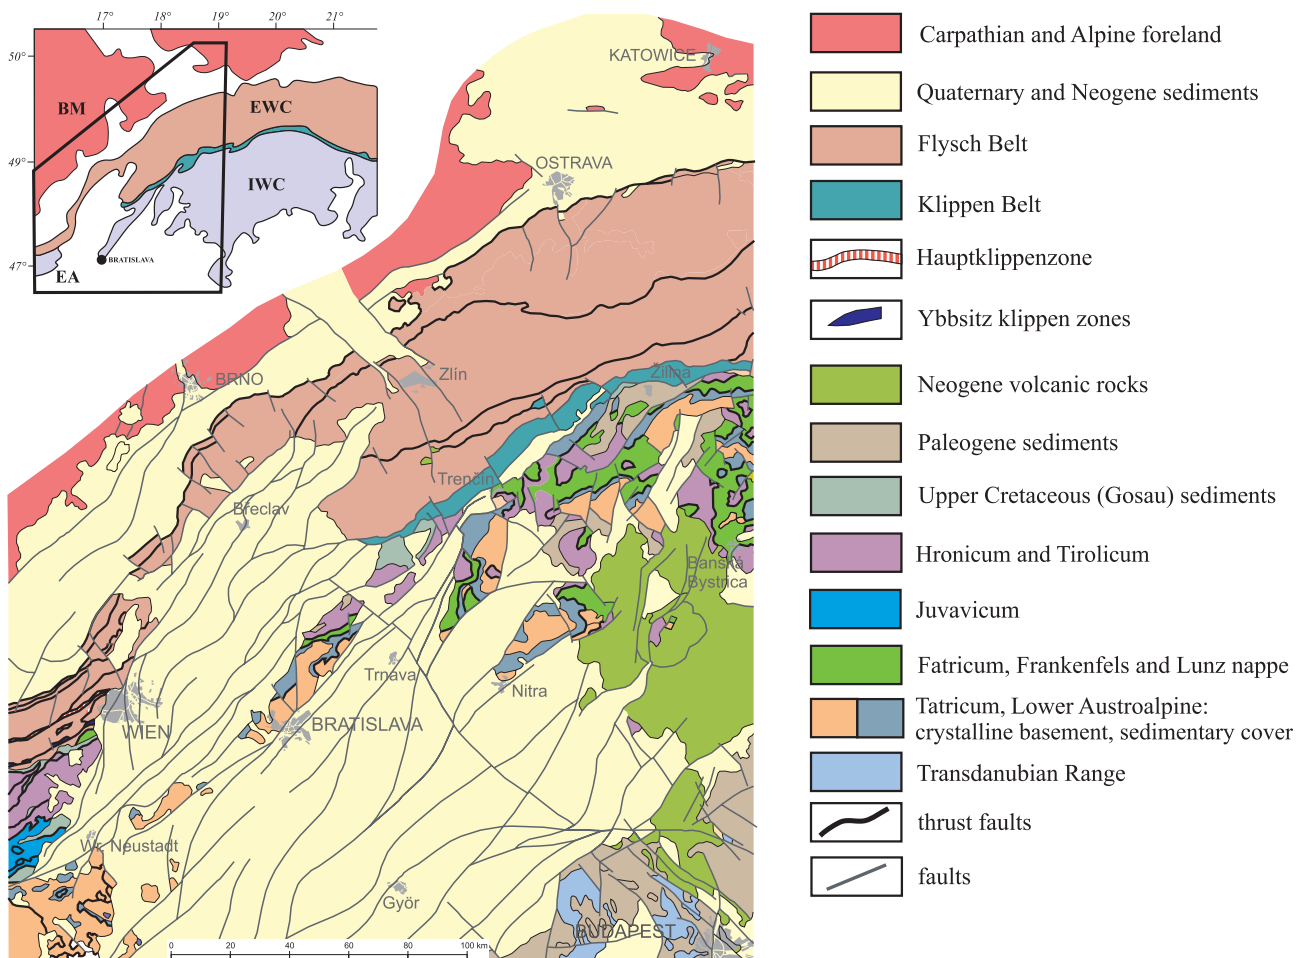 17° 18° 19° 20° 21°
50°
49°
47°
BM
EWC
IWC
EA
BRATISLAVA
KATOWICE
OSTRAVA
BRNO
Zlín
Žilina
Trenčín
Břeclav
Banská
Bystrica
Trnava
Nitra
WIEN
BRATISLAVA
Wr. Neustadt
Györ
BUDAPEST
0 20 40 60 80 100 km
Carpathian and Alpine foreland
Quaternary and Neogene sediments
Flysch Belt
Klippen Belt
Hauptklippenzone
Ybbsitz klippen zones
Neogene volcanic rocks
Paleogene sediments
Upper Cretaceous (Gosau) sediments
Hronicum and Tirolicum
Juvavicum
Fatricum, Frankenfels and Lunz nappe
Tatricum, Lower Austroalpine:
crystalline basement, sedimentary cover
Transdanubian Range
thrust faults
faults